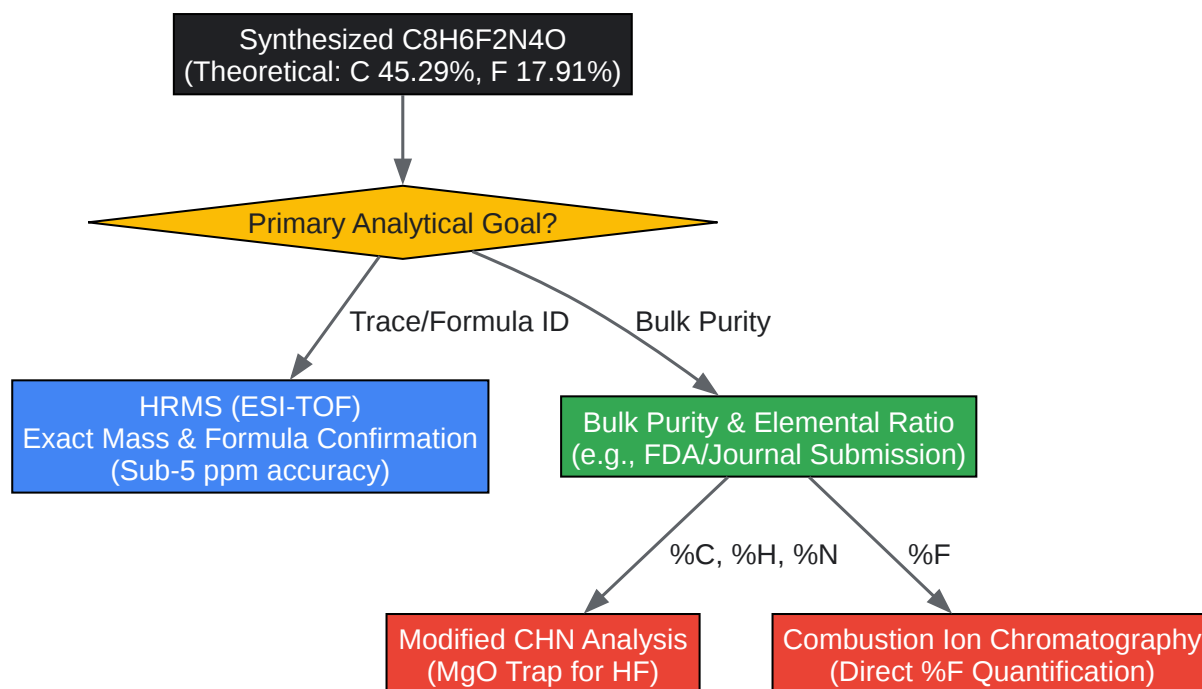 Synthesized C8H6F2N4O
(Theoretical: C 45.29%, F 17.91%)
Primary Analytical Goal?
Trace/Formula ID
Bulk Purity
HRMS (ESI-TOF)
Exact Mass & Formula Confirmation
(Sub-5 ppm accuracy)
Bulk Purity & Elemental Ratio
(e.g., FDA/Journal Submission)
%C, %H, %N
%F
Modified CHN Analysis
(MgO Trap for HF)
Combustion Ion Chromatography
(Direct %F Quantification)